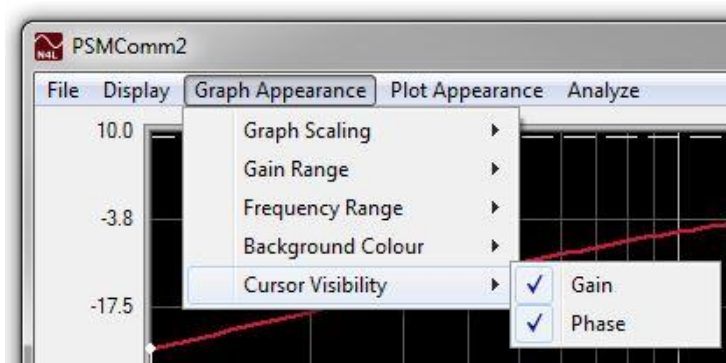 N4L PSMComm2
File Display Graph Appearance Plot Appearance Analyze
10.0
Graph Scaling
Gain Range
-3.8
Frequency Range
Background Colour
Cursor Visibility
Gain
-17.5
Phase